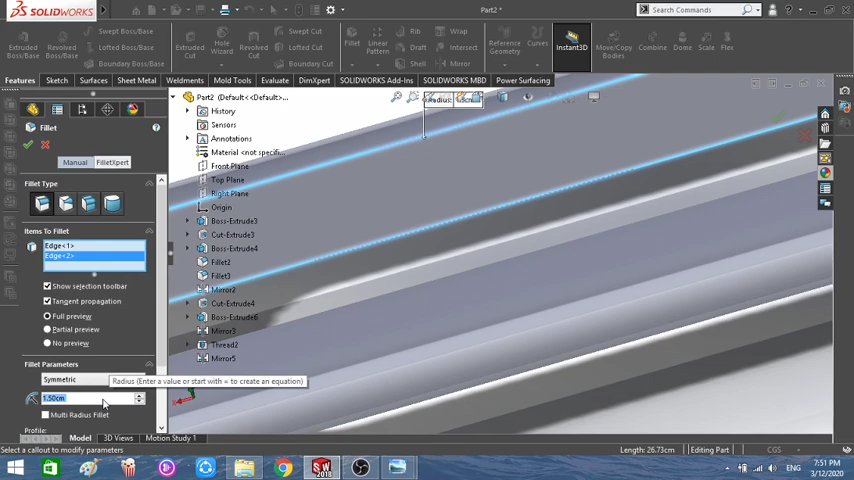 SOLIDWORKS
Part2 *
Search Commands
Extruded Boss/Base
Revolved Boss/Base
Swept Boss/Base
Lofted Boss/Base
Boundary Boss/Base
Extruded Cut
Hole Wizard
Revolved Cut
Swept Cut
Lofted Cut
Boundary Cut
Fillet
Linear Pattern
Rib
Draft
Shell
Wrap
Intersect
Mirror
Reference Geometry
Curves
Instant3D
Move/Copy Bodies
Combine
Scale
Flex
Features
Sketch
Surfaces
Sheet Metal
Weldments
Mold Tools
Evaluate
DimXpert
SOLIDWORKS Add-Ins
SOLIDWORKS MBD
Power Surfacing
Part2 (Default<<Default>...
History
Sensors
Annotations
Material <not specifi...
Front Plane
Top Plane
Right Plane
Origin
Boss-Extrude3
Cut-Extrude3
Boss-Extrude4
Fillet2
Fillet3
Mirror2
Cut-Extrude4
Boss-Extrude6
Mirror3
Thread2
Mirror5
Radius:
Fillet
Manual
FilletXpert
Fillet Type
Items To Fillet
Edge<1>
Edge<2>
Show selection toolbar
Tangent propagation
Full preview
Partial preview
No preview
Fillet Parameters
Symmetric
Radius (Enter a value or start with = to create an equation)
1.50cm
Multi Radius Fillet
Profile:
Model
3D Views
Motion Study 1
Select a callout to modify parameters
Length: 26.73cm
Editing Part
CGS
SW
2018
ENG
7:51 PM
3/12/2020